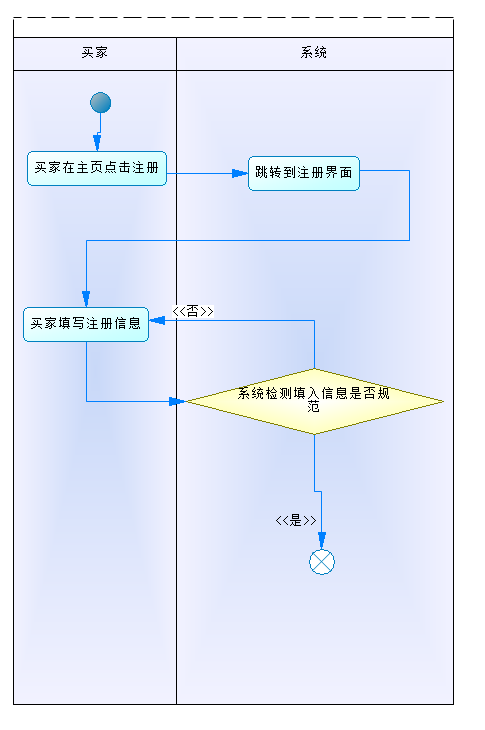 买家
系统
买家在主页点击注册
跳转到注册界面
<<否>>
买家填写注册信息
系统检测填入信息是否规
范
<<是>>